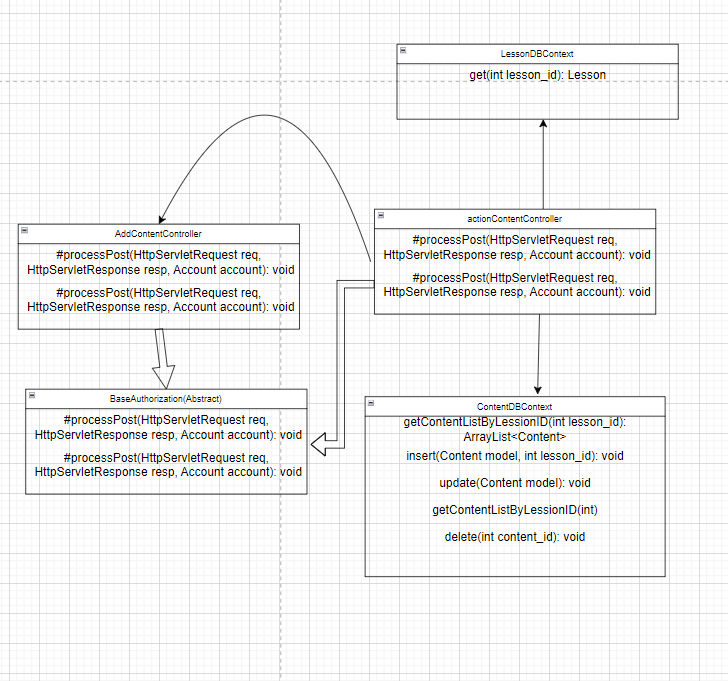 LessonDBContext
get(int lesson_id): Lesson
AddContentController
#processPost(HttpServletRequest req,
HttpServletResponse resp, Account account): void
#processPost(HttpServletRequest req,
HttpServletResponse resp, Account account): void
actionContentController
#processPost(HttpServletRequest req,
HttpServletResponse resp, Account account): void
#processPost(HttpServletRequest req,
HttpServletResponse resp, Account account): void
BaseAuthorization(Abstract)
#processPost(HttpServletRequest req,
HttpServletResponse resp, Account account): void
#processPost(HttpServletRequest req,
HttpServletResponse resp, Account account): void
ContentDBContext
getContentListByLessionID(int lesson_id):
ArrayList<Content>
insert(Content model, int lesson_id): void
update(Content model): void
getContentListByLessionID(int)
delete(int content_id): void